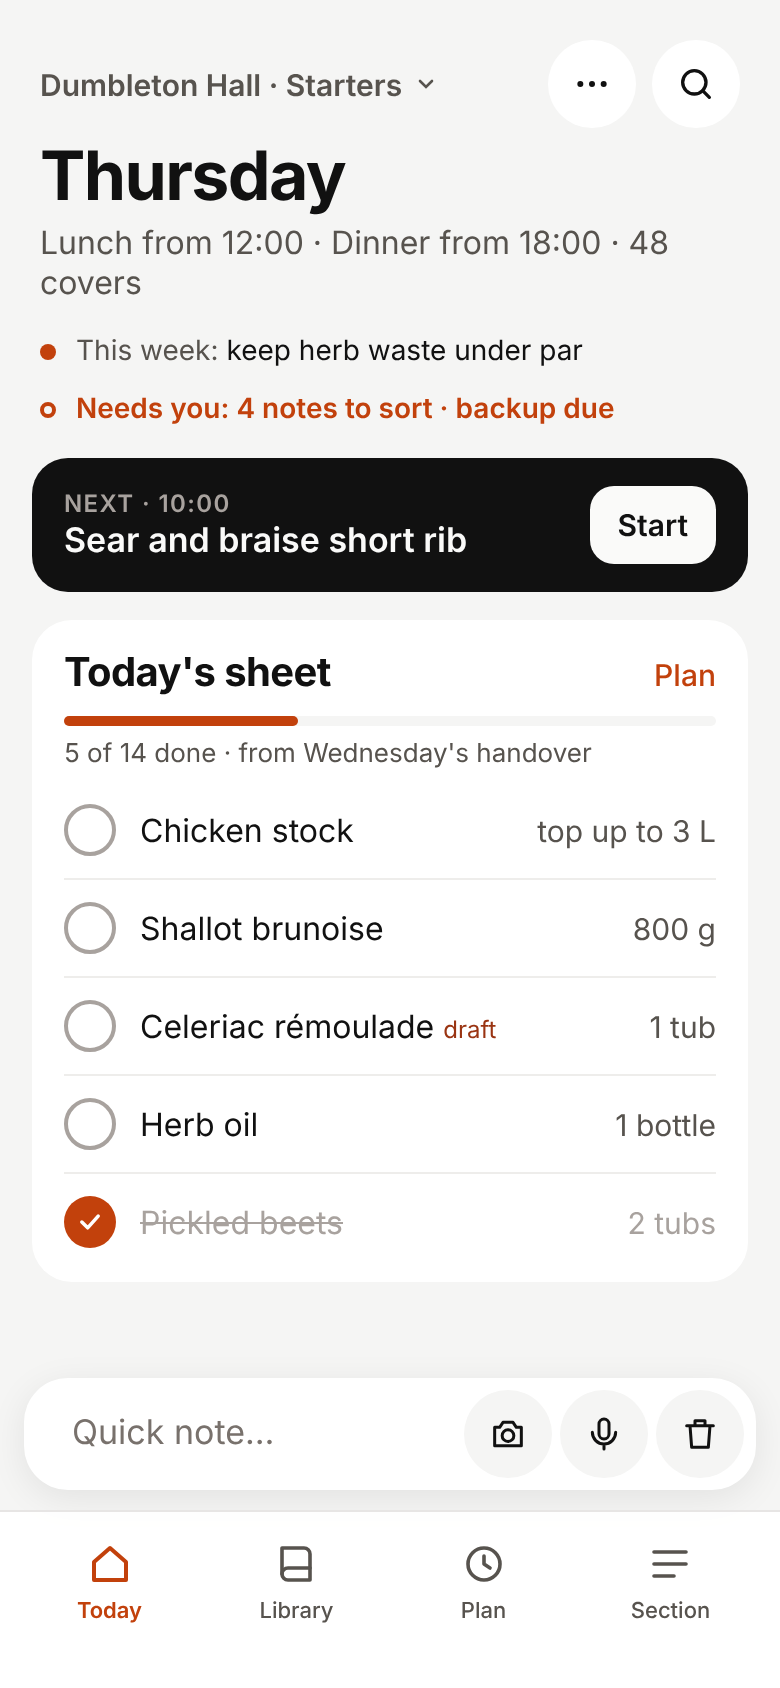 Dumbleton Hall · Starters
Thursday
Lunch from 12:00 · Dinner from 18:00 · 48
covers
This week: keep herb waste under par
Needs you: 4 notes to sort · backup due
NEXT · 10:00
Sear and braise short rib
Start
Today's sheet
Plan
5 of 14 done · from Wednesday's handover
Chicken stock top up to 3 L
Shallot brunoise 800 g
Celeriac rémoulade draft 1 tub
Herb oil 1 bottle
Pickled beets 2 tubs
Quick note...
Today Library Plan Section